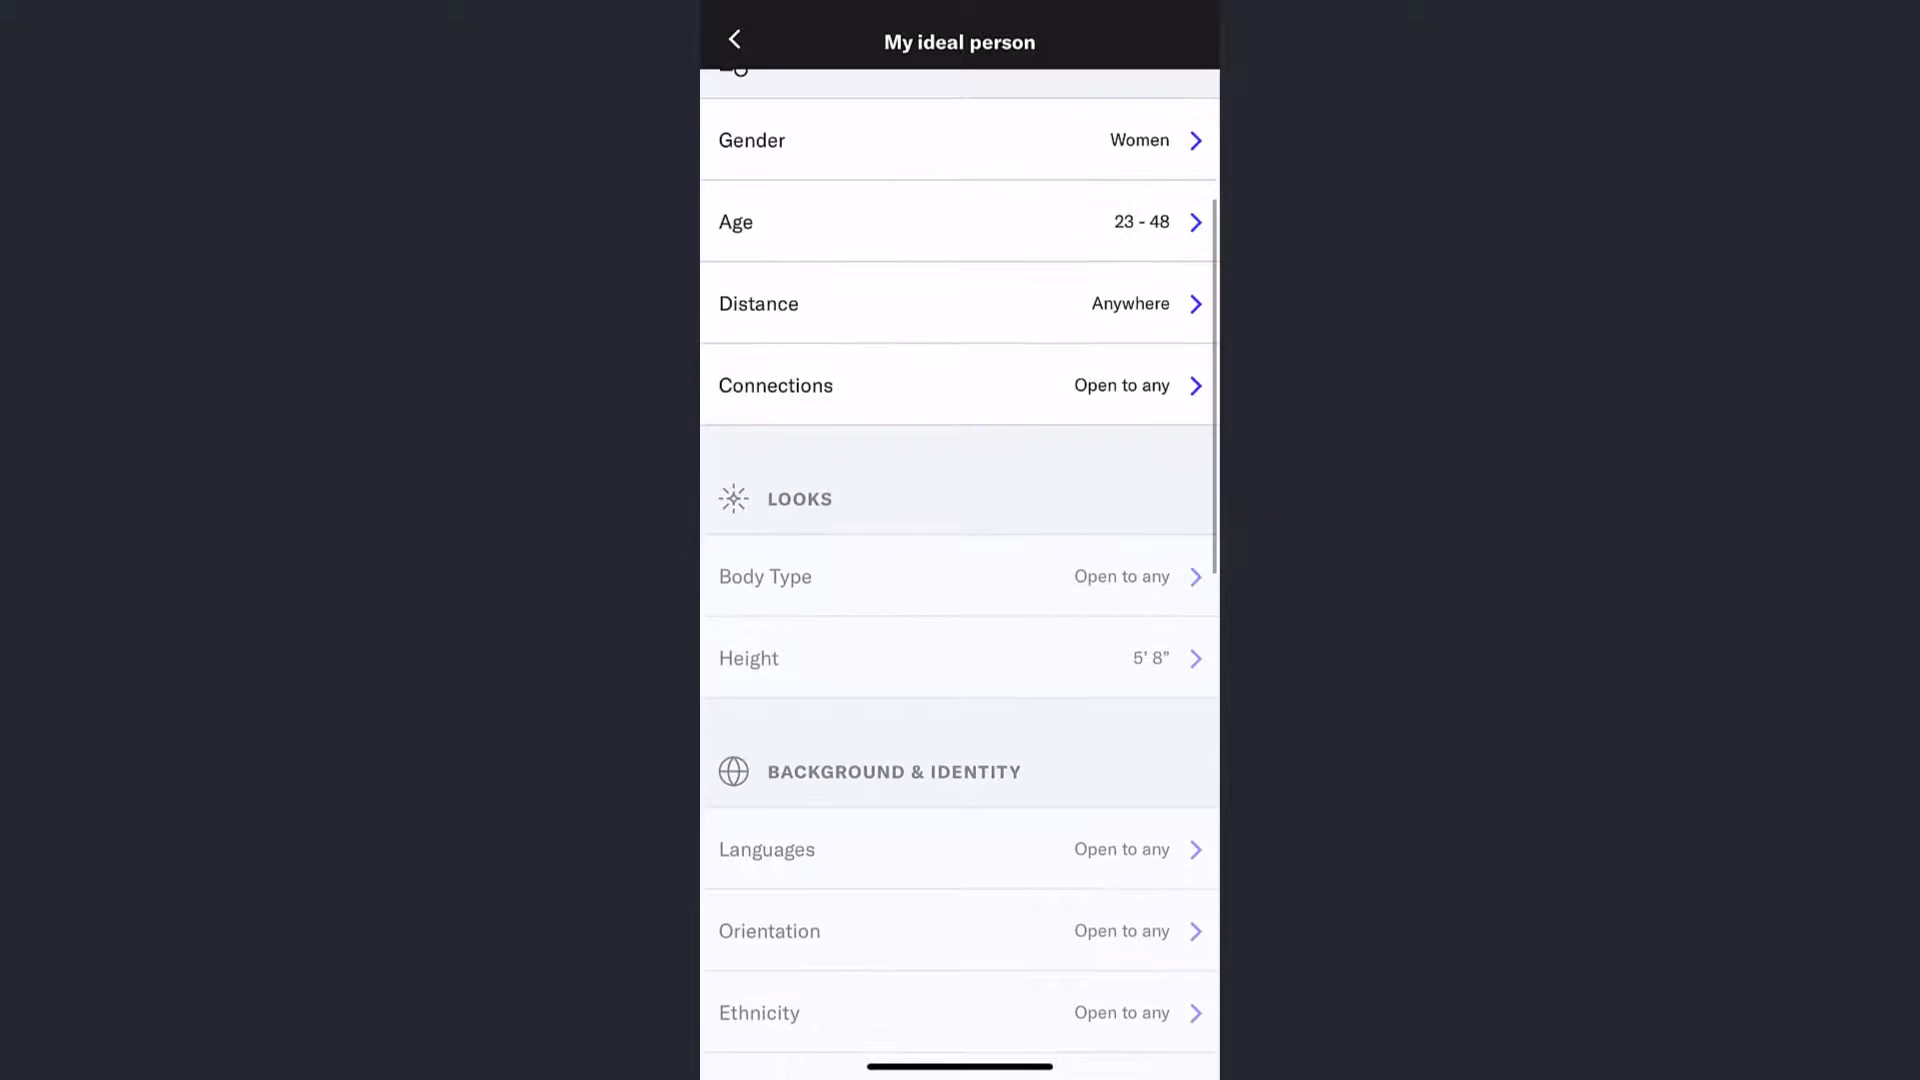 My ideal person
Gender Women
Age 23 - 48
Distance Anywhere
Connections Open to any
LOOKS
Body Type Open to any
Height 5' 8”
BACKGROUND & IDENTITY
Languages Open to any
Orientation Open to any
Ethnicity Open to any